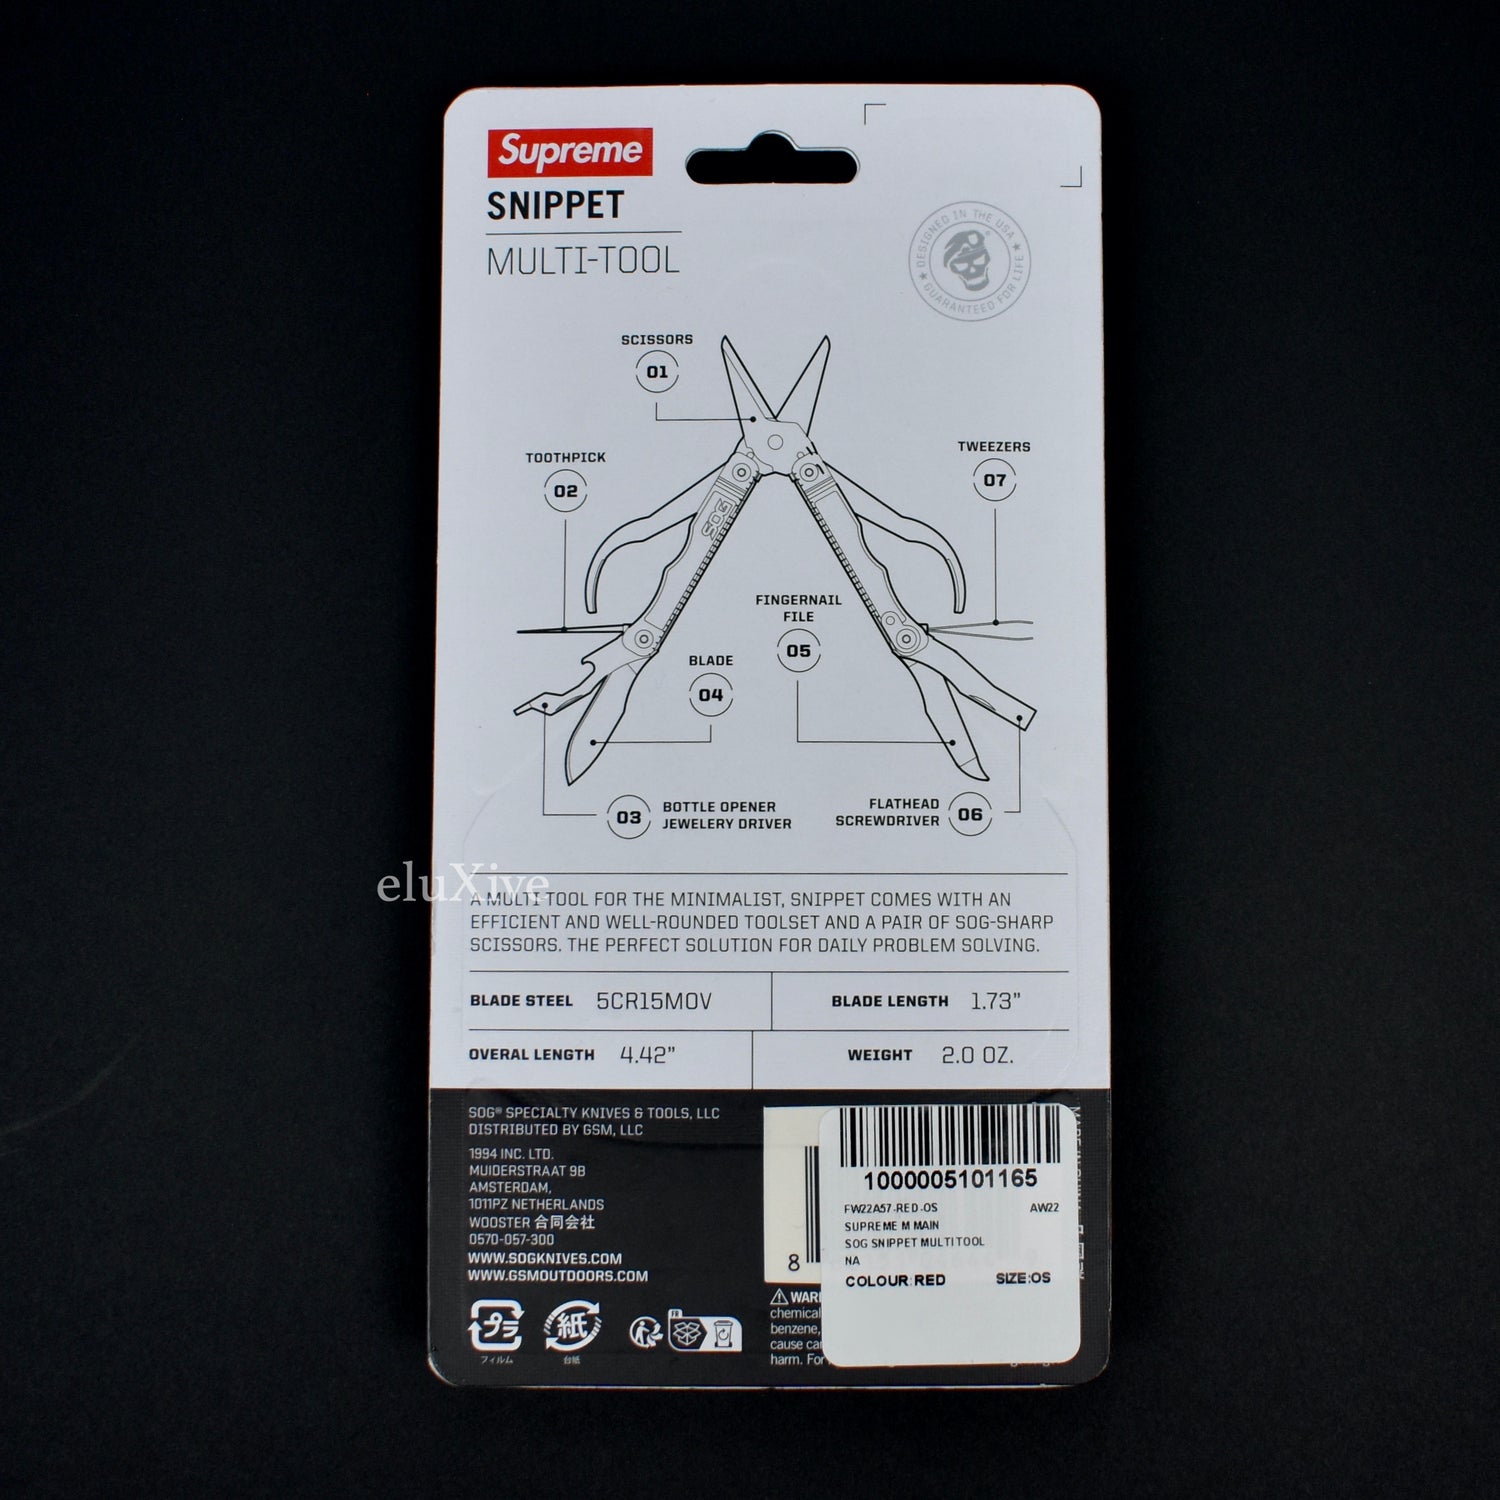 Supreme
SNIPPET
MULTI-TOOL
DESIGNED IN THE USA
GUARANTEED FOR LIFE
SCISSORS
01
TOOTHPICK
02
TWEEZERS
07
SOG
FINGERNAIL
FILE
05
BLADE
04
03
BOTTLE OPENER
JEWELERY DRIVER
FLATHEAD
SCREWDRIVER
06
eluXive
A MULTI-TOOL FOR THE MINIMALIST, SNIPPET COMES WITH AN
EFFICIENT AND WELL-ROUNDED TOOLSET AND A PAIR OF SOG-SHARP
SCISSORS. THE PERFECT SOLUTION FOR DAILY PROBLEM SOLVING.
BLADE STEEL 5CR15MOV
BLADE LENGTH 1.73"
OVERAL LENGTH 4.42"
WEIGHT 2.0 OZ.
SOG® SPECIALTY KNIVES & TOOLS, LLC
DISTRIBUTED BY GSM, LLC
1994 INC. LTD.
MUIDERSTRAAT 9B
AMSTERDAM,
1011PZ NETHERLANDS
WOOSTER 合同会社
0570-057-300
WWW.SOGKNIVES.COM
WWW.GSMOUTDOORS.COM
プラ
フィルム
紙
台紙
FR
8
1000005101165
FW22A57-RED-OS AW22
SUPREME M MAIN
SOG SNIPPET MULTITOOL
NA
COLOUR:RED SIZE:OS
chemical
benzene,
cause
harm. For